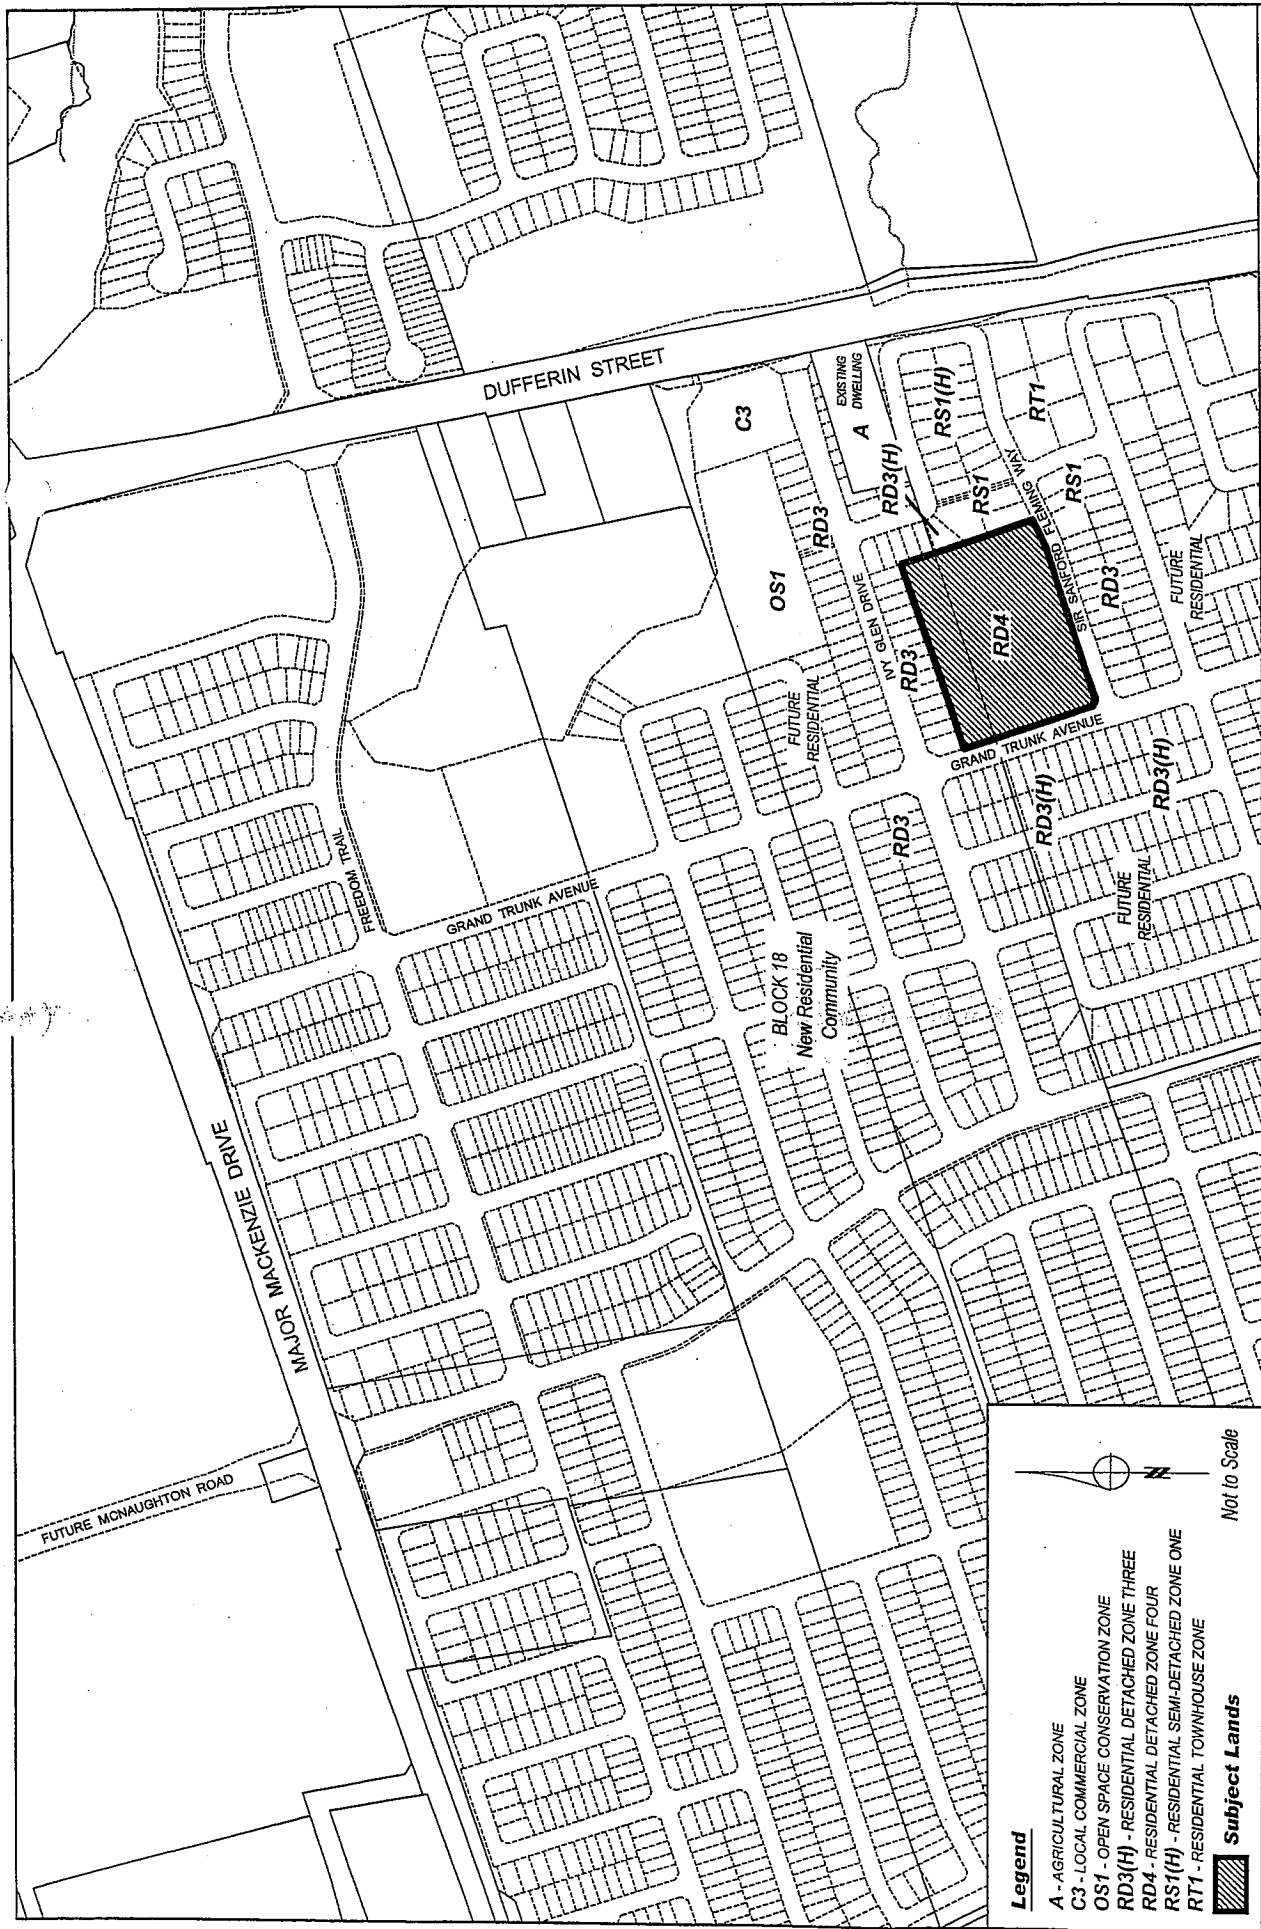 FUTURE MCNAUGHTON ROAD
MAJOR MACKENZIE DRIVE
FREEDOM TRAIL
GRAND TRUNK AVENUE
DUFFERIN STREET
BLOCK 18
New Residential
Community
FUTURE
RESIDENTIAL
OS1
C3
RD3
IVY GLEN DRIVE
RD3
RD3
EXISTING
DWELLING
A
RD3(H)
RS1(H)
RS1
RT1
RD4
GRAND TRUNK AVENUE
SIR SANFORD FLEMING WAY
RS1
RD3
RD3(H)
RD3(H)
FUTURE
RESIDENTIAL
FUTURE
RESIDENTIAL
Legend
A - AGRICULTURAL ZONE
C3 - LOCAL COMMERCIAL ZONE
OS1 - OPEN SPACE CONSERVATION ZONE
RD3(H) - RESIDENTIAL DETACHED ZONE THREE
RD4 - RESIDENTIAL DETACHED ZONE FOUR
RS1(H) - RESIDENTIAL SEMI-DETACHED ZONE ONE
RT1 - RESIDENTIAL TOWNHOUSE ZONE
Subject Lands
N
Not to Scale